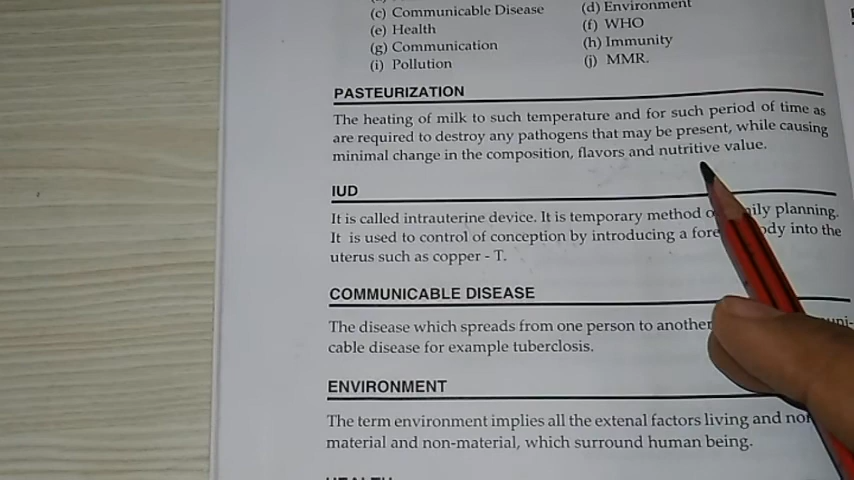 (c) Communicable Disease (d) Environment
(e) Health (f) WHO
(g) Communication (h) Immunity
(i) Pollution (j) MMR.
PASTEURIZATION
The heating of milk to such temperature and for such period of time as
are required to destroy any pathogens that may be present, while causing
minimal change in the composition, flavors and nutritive value.
IUD
It is called intrauterine device. It is temporary method planning.
It is used to control of conception by introducing a into the
uterus such as copper - T.
COMMUNICABLE DISEASE
The disease which spreads from one person to another
cable disease for example tuberclosis.
ENVIRONMENT
The term environment implies all the extenal factors living and
material and non-material, which surround human being.